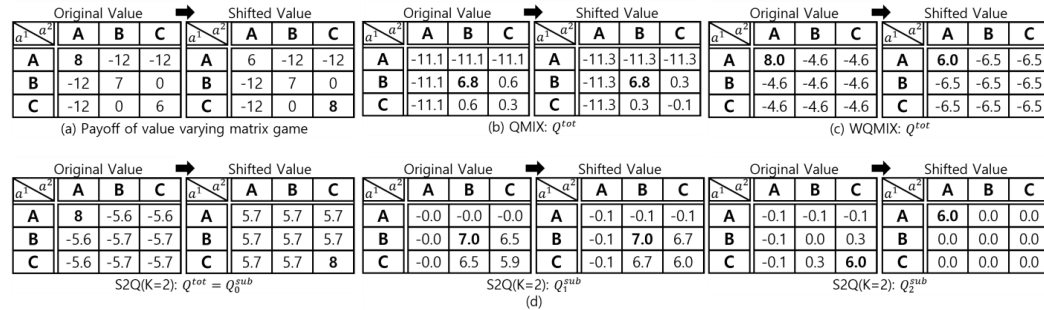 Original Value Shifted Value Original Value Shifted Value Original Value Shifted Value
a¹ a² A B C a¹ a² A B C a¹ a² A B C a¹ a² A B C a¹ a² A B C a¹ a² A B C
A 8 -12 -12 A 6 -12 -12 A -11.1 -11.1 -11.1 A -11.3 -11.3 -11.3 A 8.0 -4.6 -4.6 A 6.0 -6.5 -6.5
B -12 7 0 B -12 7 0 B -11.1 6.8 0.6 B -11.3 6.8 0.3 B -4.6 -4.6 -4.6 B -6.5 -6.5 -6.5
C -12 0 6 C -12 0 8 C -11.1 0.6 0.3 C -11.3 0.3 -0.1 C -4.6 -4.6 -4.6 C -6.5 -6.5 -6.5
(a) Payoff of value varying matrix game (b) QMIX: Q^tot (c) WQMIX: Q^tot
Original Value Shifted Value Original Value Shifted Value Original Value Shifted Value
a¹ a² A B C a¹ a² A B C a¹ a² A B C a¹ a² A B C a¹ a² A B C a¹ a² A B C
A 8 -5.6 -5.6 A 5.7 5.7 5.7 A -0.0 -0.0 -0.0 A -0.1 -0.1 -0.1 A -0.1 -0.1 -0.1 A 6.0 0.0 0.0
B -5.6 -5.7 -5.7 B 5.7 5.7 5.7 B -0.0 7.0 6.5 B -0.1 7.0 6.7 B -0.1 0.0 0.3 B 0.0 0.0 0.0
C -5.6 -5.7 -5.7 C 5.7 5.7 8 C -0.0 6.5 5.9 C -0.1 6.7 6.0 C -0.1 0.3 6.0 C 0.0 0.0 0.0
S2Q(K=2): Q^tot = Q_0^sub S2Q(K=2): Q_1^sub S2Q(K=2): Q_2^sub
(d)